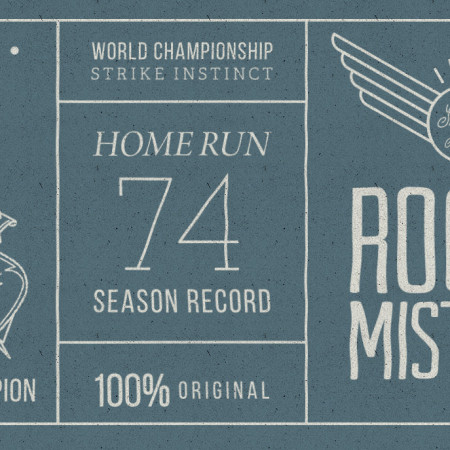 WORLD CHAMPIONSHIP
STRIKE INSTINCT
HOME RUN
74
SEASON RECORD
100% ORIGINAL